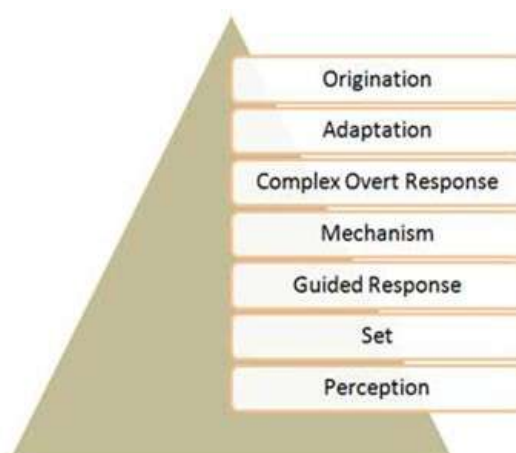 Origination
Adaptation
Complex Overt Response
Mechanism
Guided Response
Set
Perception